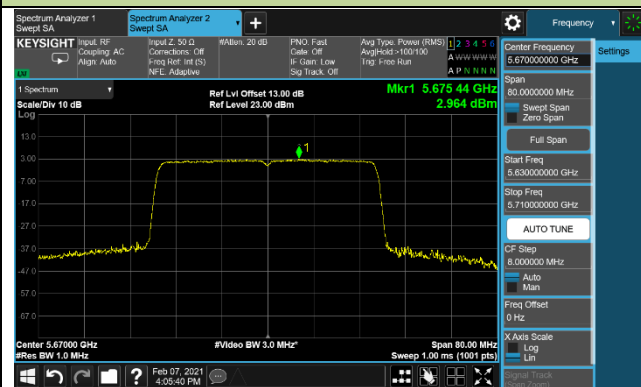 Spectrum Analyzer 1
Swept SA
Spectrum Analyzer 2
Swept SA
+
Frequency
KEYSIGHT
Input: RF
Coupling: AC
Align: Auto
Input Z: 50 Ω
Corrections: Off
Freq Ref: Int (S)
NFE: Adaptive
#Atten: 20 dB
PNO: Fast
Gate: Off
IF Gain: Low
Sig Track: Off
Avg Type: Power (RMS)
Avg|Hold:>100/100
Trig: Free Run
1 2 3 4 5 6
A W W W W W
A P N N N N
LXI
Center Frequency
5.670000000 GHz
Settings
Span
80.0000000 MHz
Swept Span
Zero Span
Full Span
Start Freq
5.630000000 GHz
Stop Freq
5.710000000 GHz
AUTO TUNE
CF Step
8.000000 MHz
Auto
Man
Freq Offset
0 Hz
X Axis Scale
Log
Lin
Signal Track
(Span Zoom)
1 Spectrum
Scale/Div 10 dB
Log
Ref Lvl Offset 13.00 dB
Ref Level 23.00 dBm
Mkr1 5.675 44 GHz
2.964 dBm
13.0
3.00
-7.00
-17.0
-27.0
-37.0
-47.0
-57.0
-67.0
1
Center 5.67000 GHz
#Res BW 1.0 MHz
#Video BW 3.0 MHz*
Span 80.00 MHz
Sweep 1.00 ms (1001 pts)
?
Feb 07, 2021
4:05:40 PM